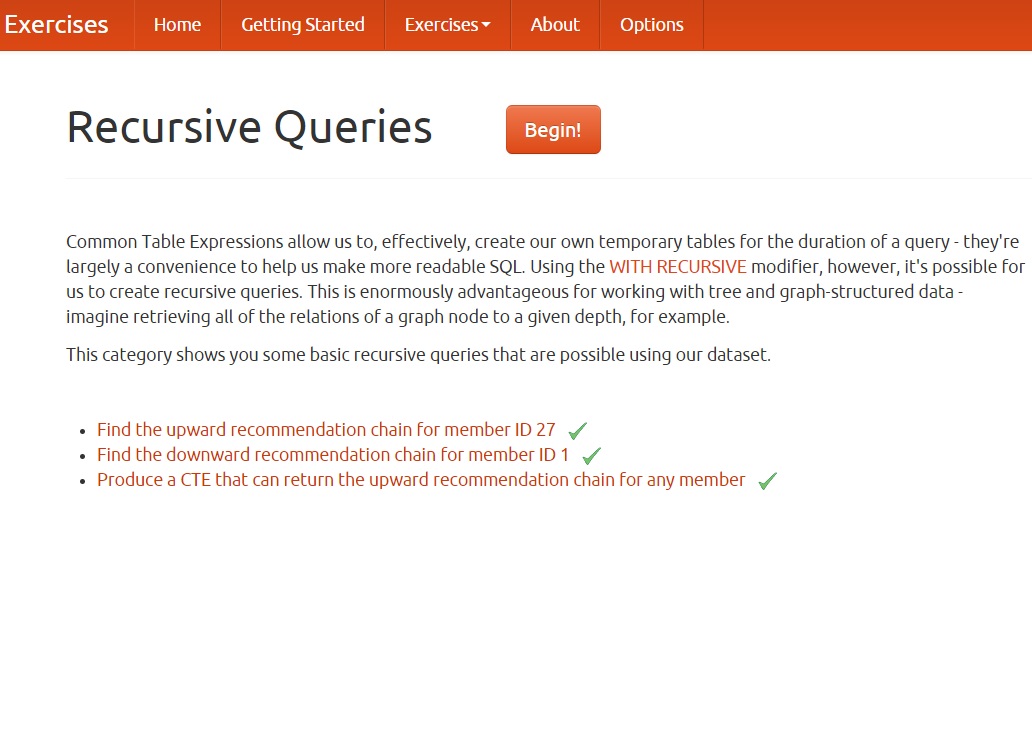 Exercises Home Getting Started Exercises About Options
Recursive Queries Begin!
Common Table Expressions allow us to, effectively, create our own temporary tables for the duration of a query - they're
largely a convenience to help us make more readable SQL. Using the WITH RECURSIVE modifier, however, it's possible for
us to create recursive queries. This is enormously advantageous for working with tree and graph-structured data -
imagine retrieving all of the relations of a graph node to a given depth, for example.
This category shows you some basic recursive queries that are possible using our dataset.
Find the upward recommendation chain for member ID 27
Find the downward recommendation chain for member ID 1
Produce a CTE that can return the upward recommendation chain for any member